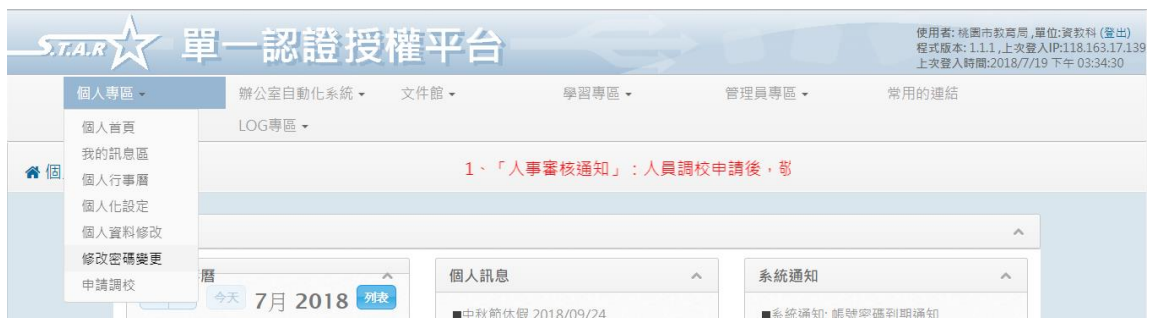 S.T.A.R 單一認證授權平台
使用者: 桃園市教育局 ,單位:資教科 (登出)
程式版本: 1.1.1 ,上次登入IP:118.163.17.139
上次登入時間:2018/7/19 下午 03:34:30
個人專區 辦公室自動化系統 文件館 學習專區 管理員專區 常用的連結
個人首頁 LOG專區
我的訊息區
個 1、「人事審核通知」：人員調校申請後，敬
個人行事曆
個人化設定
個人資料修改
修改密碼變更
曆 個人訊息 系統通知
申請調校
今天 7月 2018 列表
■中秋節休假 2018/09/24 ■系統通知: 帳號密碼到期通知